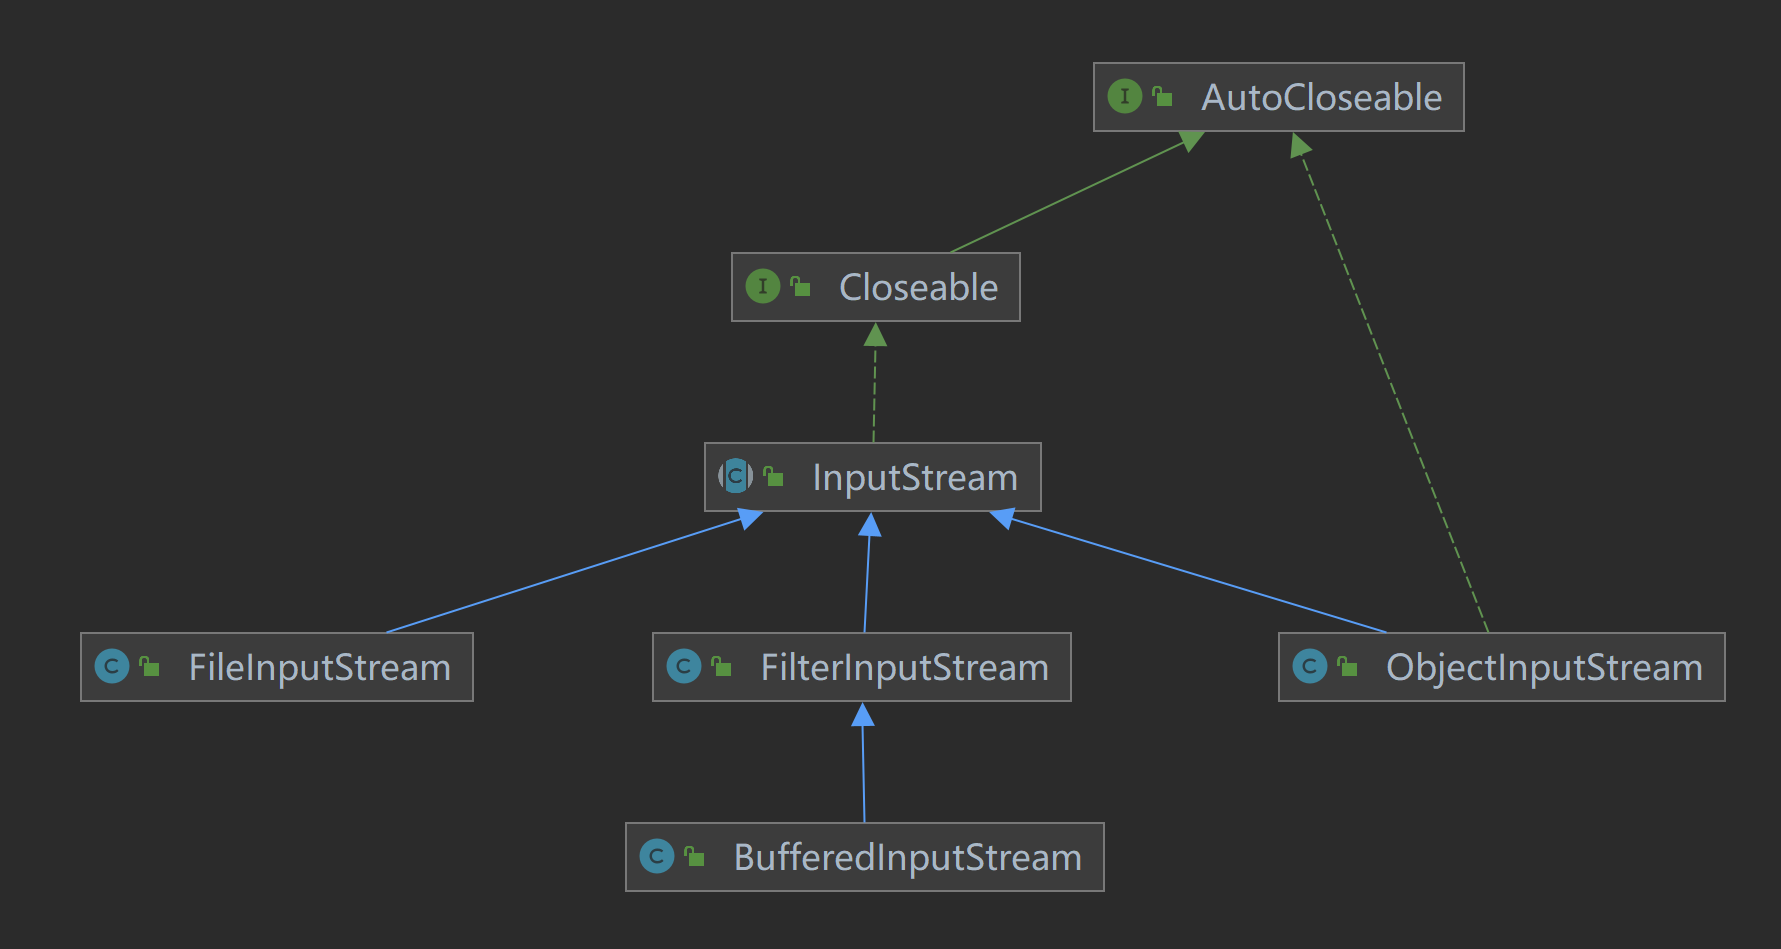 I AutoCloseable
I Closeable
C InputStream
C FileInputStream
C FilterInputStream
C ObjectInputStream
C BufferedInputStream